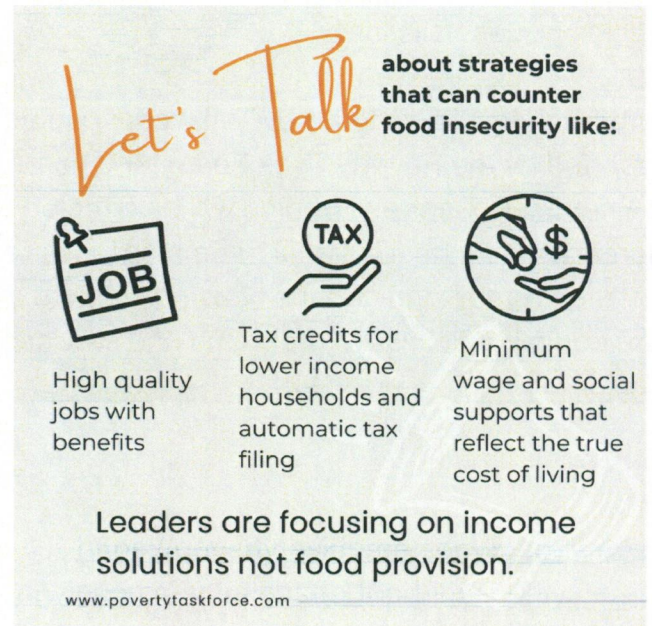 Let's Talk
about strategies
that can counter
food insecurity like:
JOB
High quality
jobs with
benefits
TAX
Tax credits for
lower income
households and
automatic tax
filing
$
Minimum
wage and social
supports that
reflect the true
cost of living
Leaders are focusing on income
solutions not food provision.
www.povertytaskforce.com